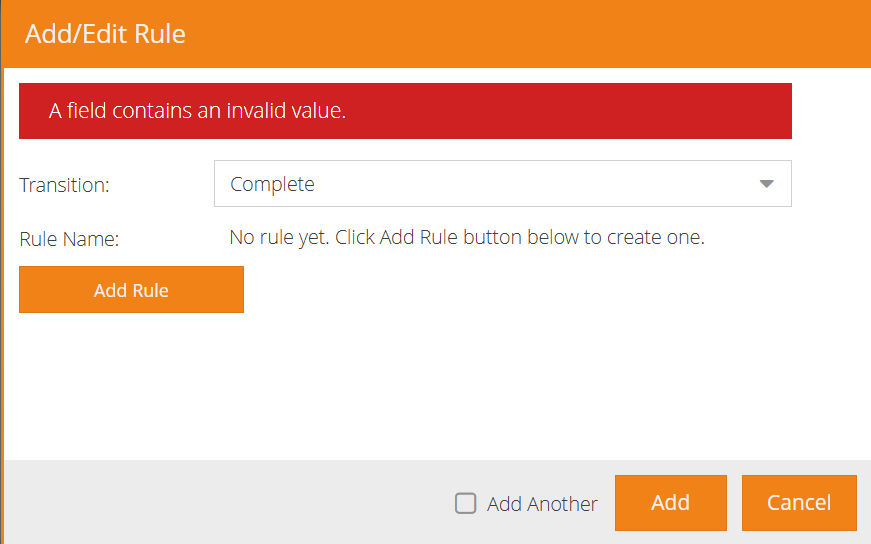 Add/Edit Rule
A field contains an invalid value.
Transition: Complete
Rule Name: No rule yet. Click Add Rule button below to create one.
Add Rule
Add Another Add Cancel